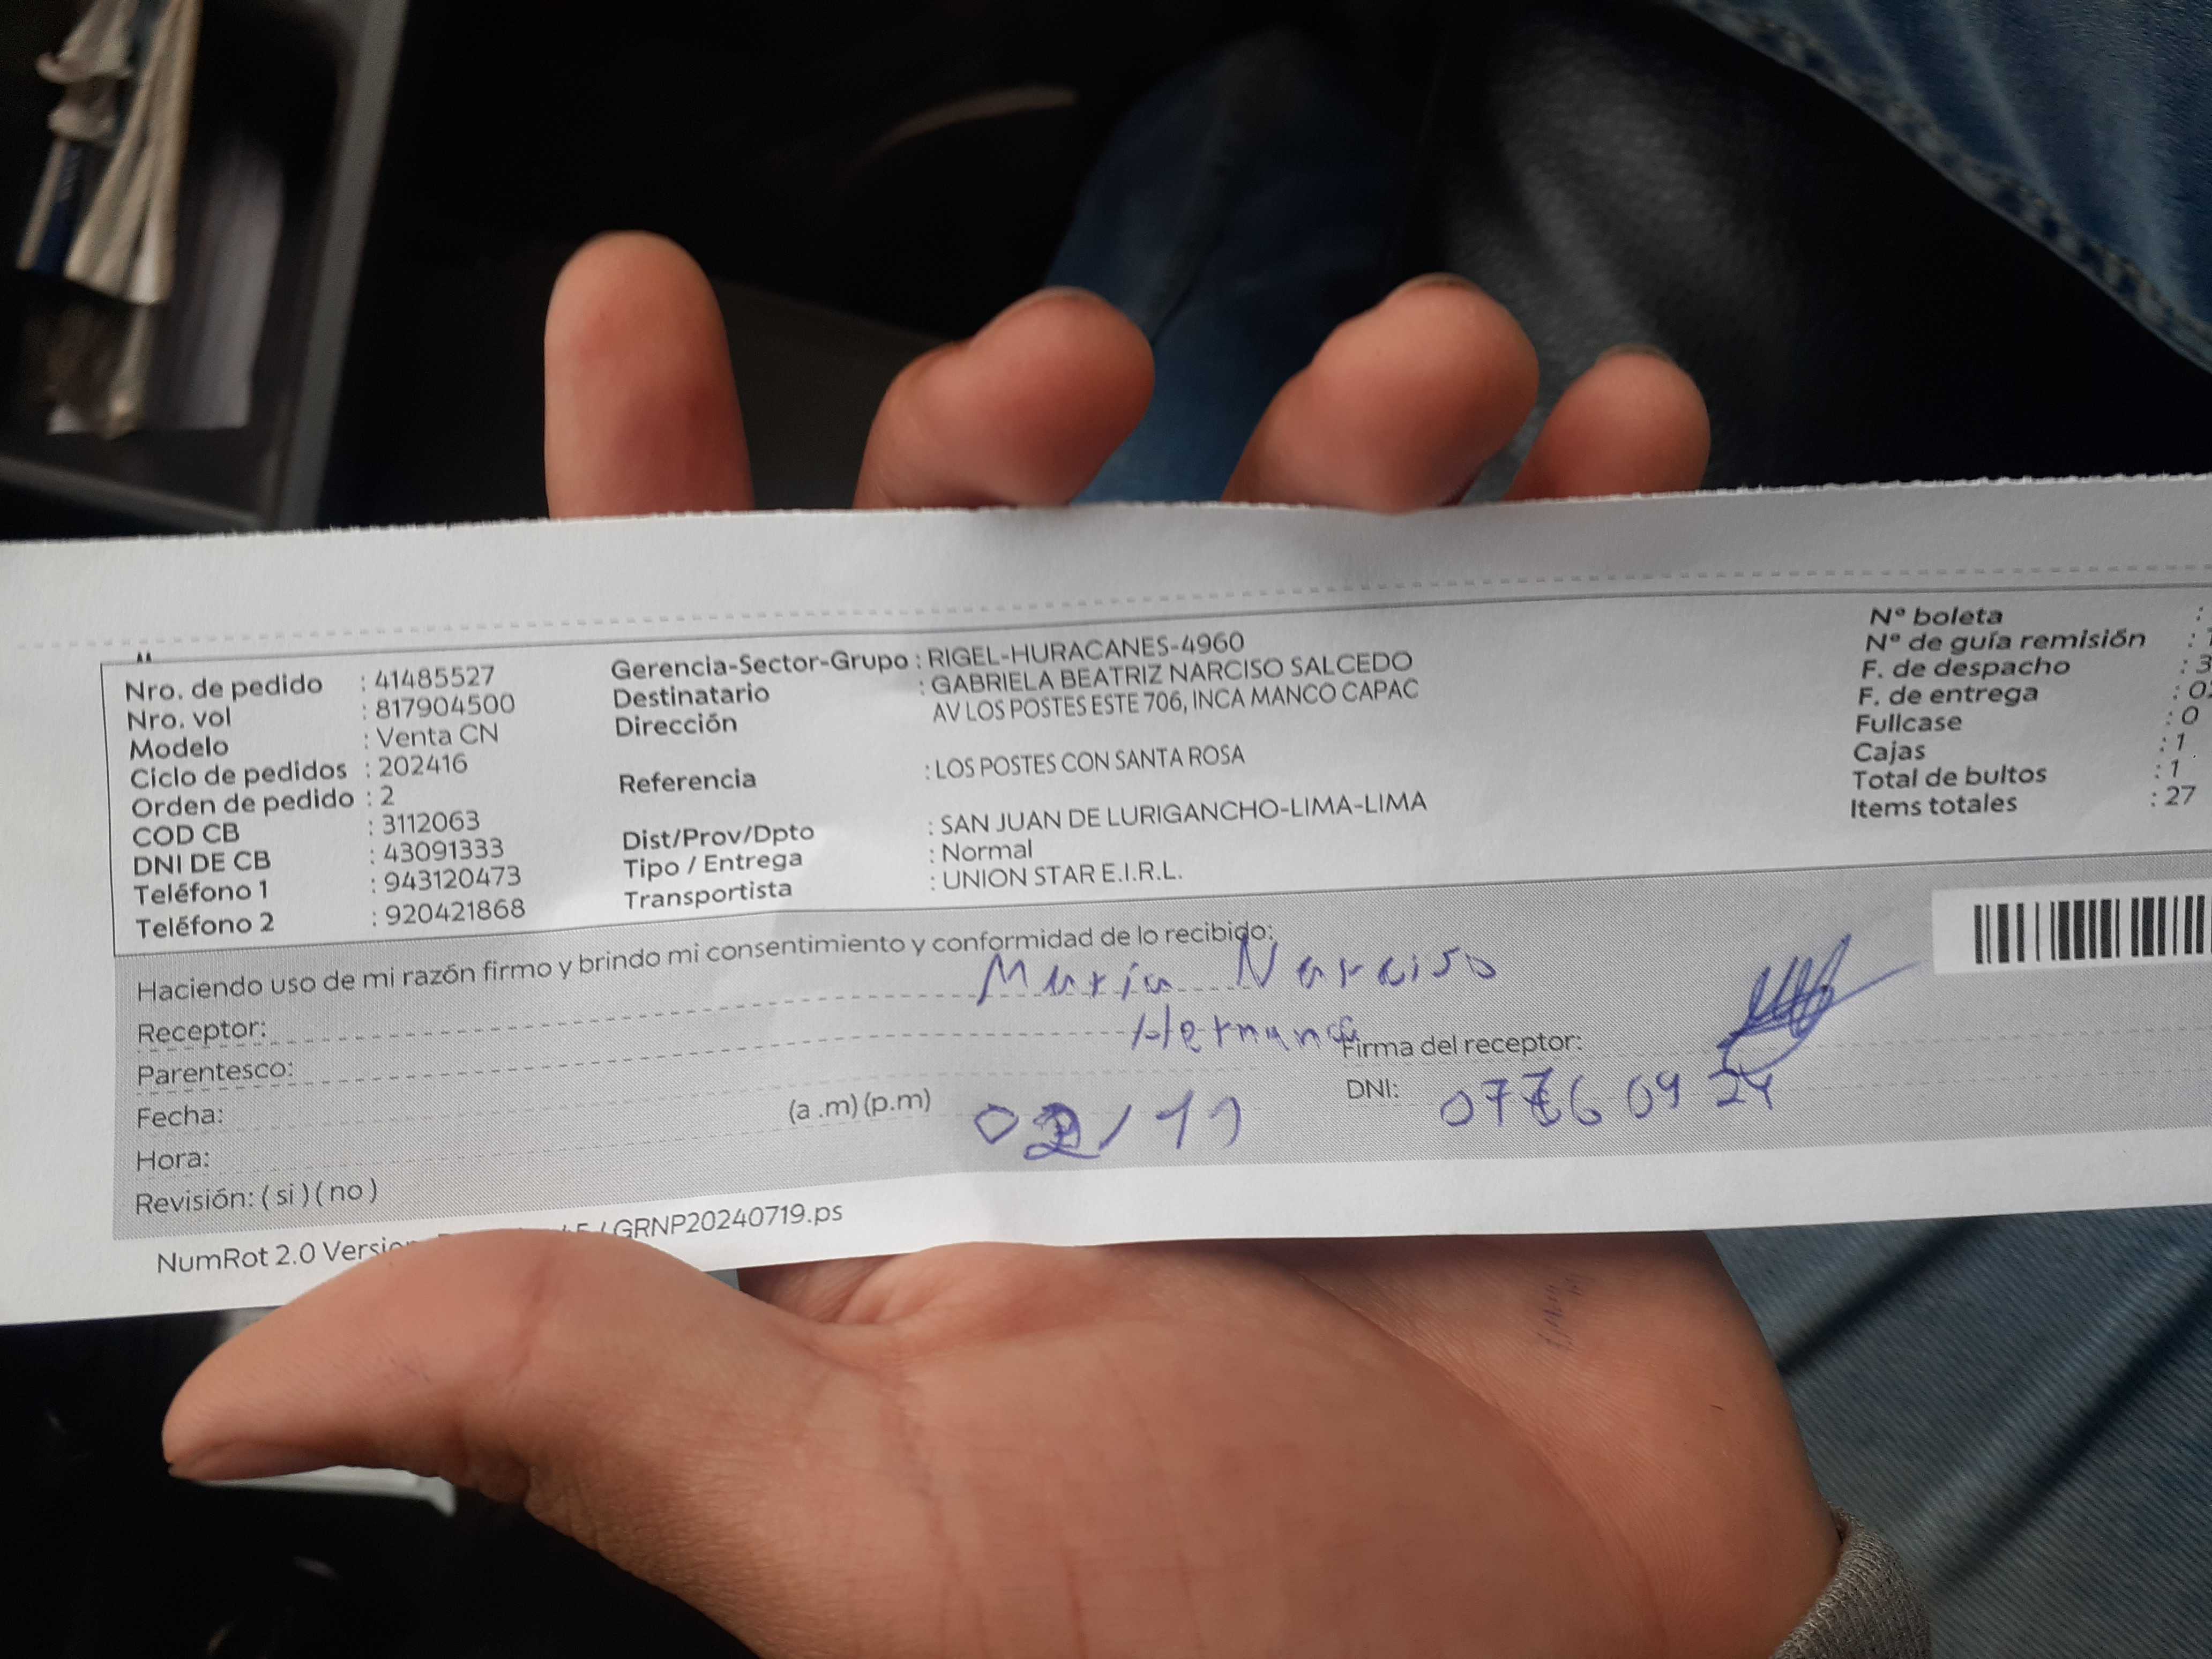 Nro. de pedido : 41485527
Nro. vol : 817904500
Modelo : Venta CN
Ciclo de pedidos : 202416
Orden de pedido : 2
COD CB : 3112063
DNI DE CB : 43091333
Teléfono 1 : 943120473
Teléfono 2 : 920421868
Gerencia-Sector-Grupo : RIGEL-HURACANES-4960
Destinatario : GABRIELA BEATRIZ NARCISO SALCEDO
Dirección AV LOS POSTES ESTE 706, INCA MANCO CAPAC
Referencia : LOS POSTES CON SANTA ROSA
Dist/Prov/Dpto : SAN JUAN DE LURIGANCHO-LIMA-LIMA
Tipo / Entrega : Normal
Transportista : UNION STAR E.I.R.L.
Nº boleta :
Nº de guía remisión :
F. de despacho : 3
F. de entrega :
Fullcase : 0
Cajas : 1
Total de bultos : 1
Items totales : 27
Haciendo uso de mi razón firmo y brindo mi consentimiento y conformidad de lo recibido:
Receptor: María Narciso
Parentesco: Hermana
Firma del receptor:
Fecha: 02/11
DNI:
Hora: (a .m) (p.m)
Revisión: ( si ) ( no )
NumRot 2.0 / GRNP20240719.ps